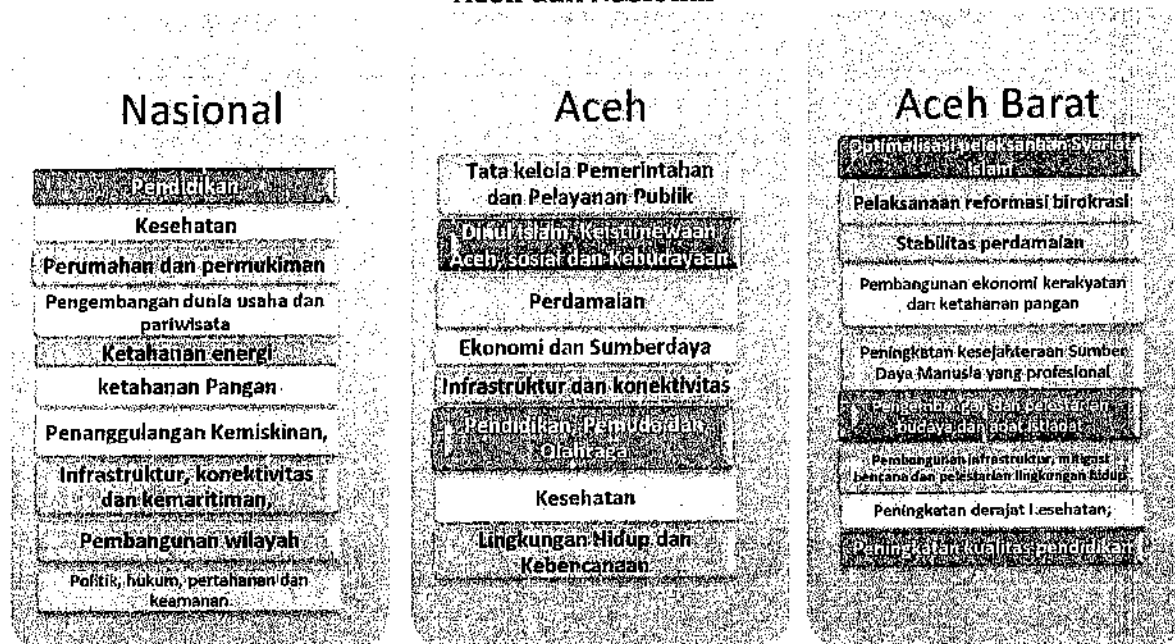 Aceh dan Nasional
Nasional
Pendidikan
Kesehatan
Perumahan dan permukiman
Pengembangan dunia usaha dan
pariwisata
Ketahanan energi
ketahanan Pangan
Penanggulangan Kemiskinan,
Infrastruktur, konektivitas
dan kemaritiman,
Pembangunan wilayah
Politik, hukum, pertahanan dan
keamanan
Aceh
Tata kelola Pemerintahan
dan Pelayanan Publik
Dinul islam, Keistimewaan
Aceh, sosial dan Kebudayaan
Perdamaian
Ekonomi dan Sumberdaya
Infrastruktur dan konektivitas
Pendidikan, Pemuda dan
Olahraga
Kesehatan
Lingkungan Hidup dan
Kebencanaan
Aceh Barat
Optimalisasi pelaksanaan Syariat
Islam
Pelaksanaan reformasi birokrasi
Stabilitas perdamaian
Pembangunan ekonomi kerakyatan
dan ketahanan pangan
Peningkatan kesejahteraan Sumber
Daya Manusia yang profesional
Pengembangan dan pelestarian
budaya dan adat istiadat
Pembangunan infrastruktur, mitigasi
bencana dan pelestarian lingkungan hidup
Peningkatan derajat kesehatan;
Peningkatan kualitas pendidikan